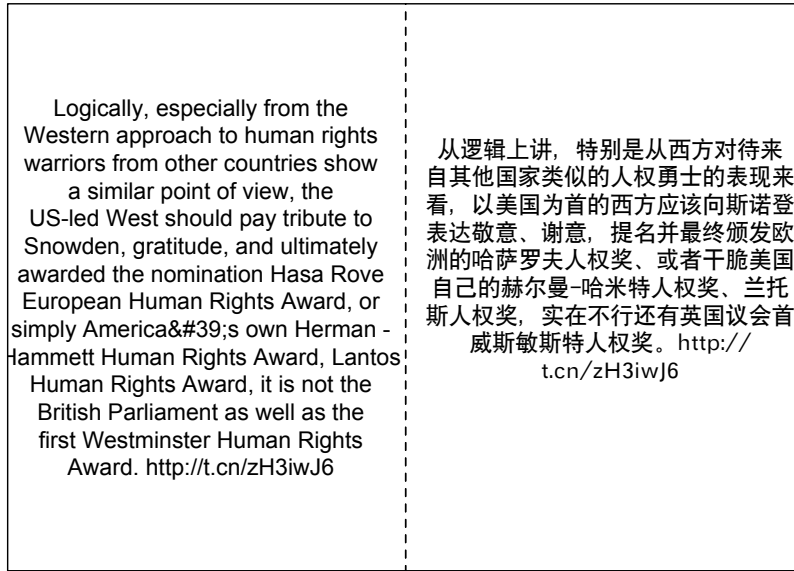 Logically, especially from the
Western approach to human rights
warriors from other countries show
a similar point of view, the
US-led West should pay tribute to
Snowden, gratitude, and ultimately
awarded the nomination Hasa Rove
European Human Rights Award, or
simply America&#39;s own Herman -
Hammett Human Rights Award, Lantos
Human Rights Award, it is not the
British Parliament as well as the
first Westminster Human Rights
Award. http://t.cn/zH3iwJ6
从逻辑上讲，特别是从西方对待来
自其他国家类似的人权勇士的表现来
看，以美国为首的西方应该向斯诺登
表达敬意、谢意，提名并最终颁发欧
洲的哈萨罗夫人权奖、或者干脆美国
自己的赫尔曼-哈米特人权奖、兰托
斯人权奖，实在不行还有英国议会首
威斯敏斯特人权奖。http://
t.cn/zH3iwJ6